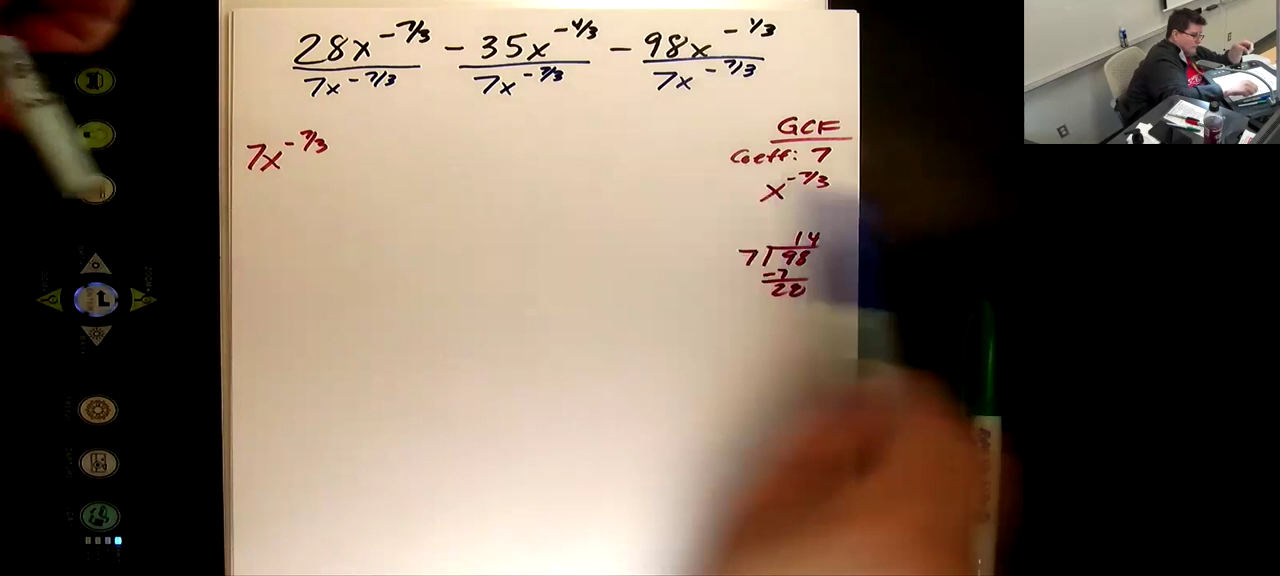 28x^{-7/3} - 35x^{-4/3} - 98x^{-1/3}
7x^{-7/3} 7x^{-7/3} 7x^{-7/3}
GCF
Coeff: 7
7x^{-7/3}
x^{-7/3}
14
7 98
-7
28